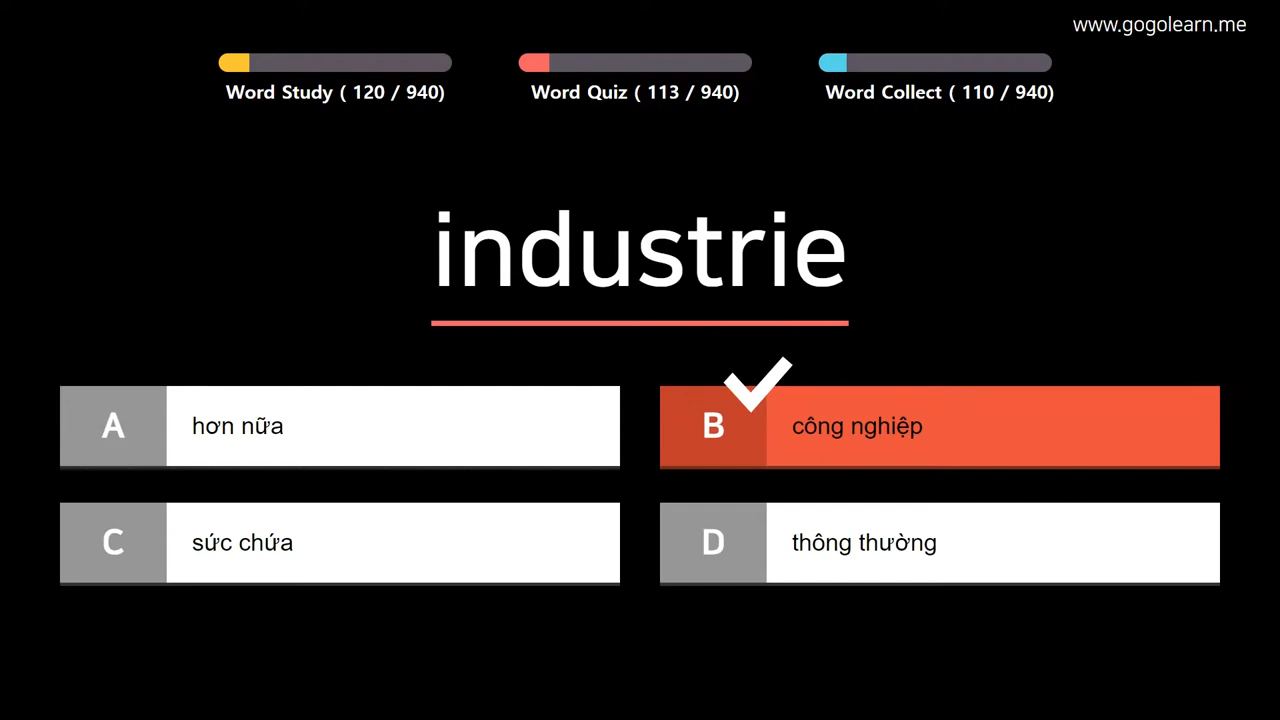 www.gogolearn.me
Word Study ( 120 / 940)
Word Quiz ( 113 / 940)
Word Collect ( 110 / 940)
industrie
A hơn nữa
B công nghiệp
C sức chứa
D thông thường